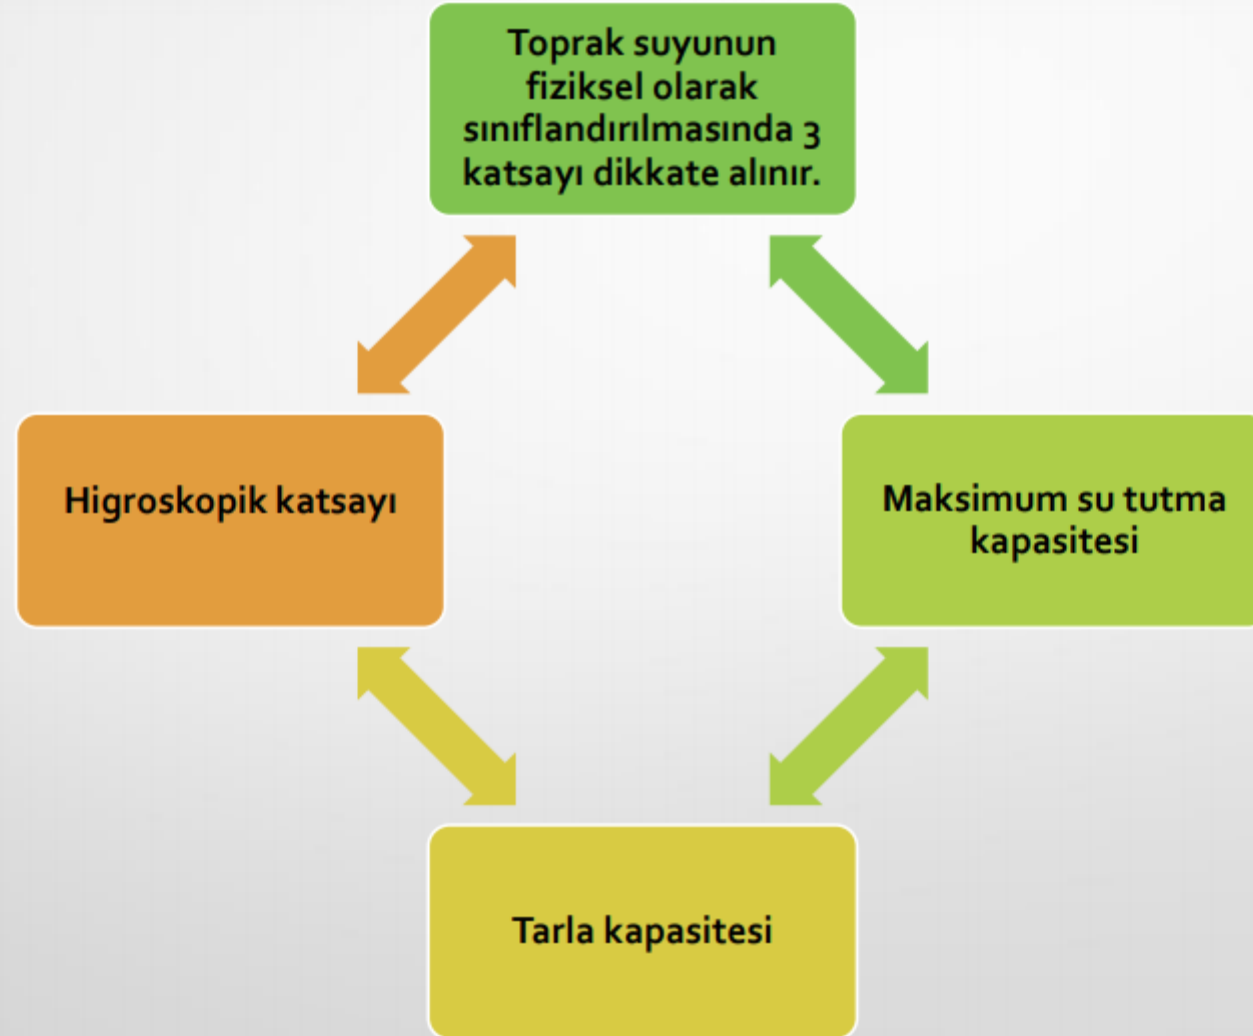 Toprak suyunun
fiziksel olarak
sınıflandırılmasında 3
katsayı dikkate alınır.
Higroskopik katsayı
Maksimum su tutma
kapasitesi
Tarla kapasitesi